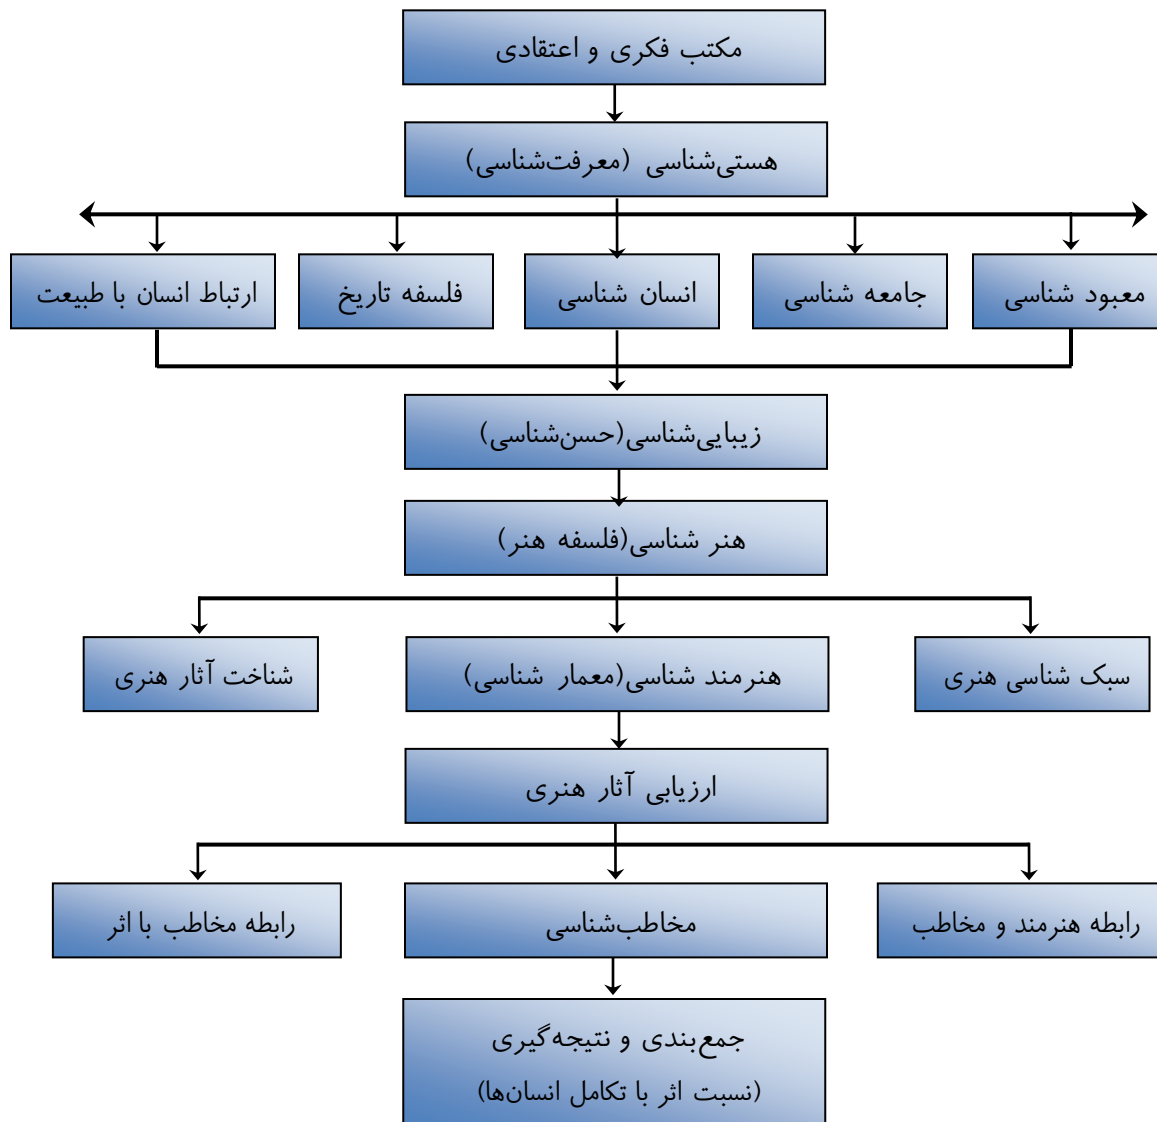 مکتب فکری و اعتقادی
هستی‌شناسی (معرفت‌شناسی)
معبود شناسی
جامعه شناسی
انسان شناسی
فلسفه تاریخ
ارتباط انسان با طبیعت
زیبایی‌شناسی(حسن‌شناسی)
هنر شناسی(فلسفه هنر)
سبک شناسی هنری
هنرمند شناسی(معمار شناسی)
شناخت آثار هنری
ارزیابی آثار هنری
رابطه هنرمند و مخاطب
مخاطب‌شناسی
رابطه مخاطب با اثر
جمع‌بندی و نتیجه‌گیری
(نسبت اثر با تکامل انسان‌ها)